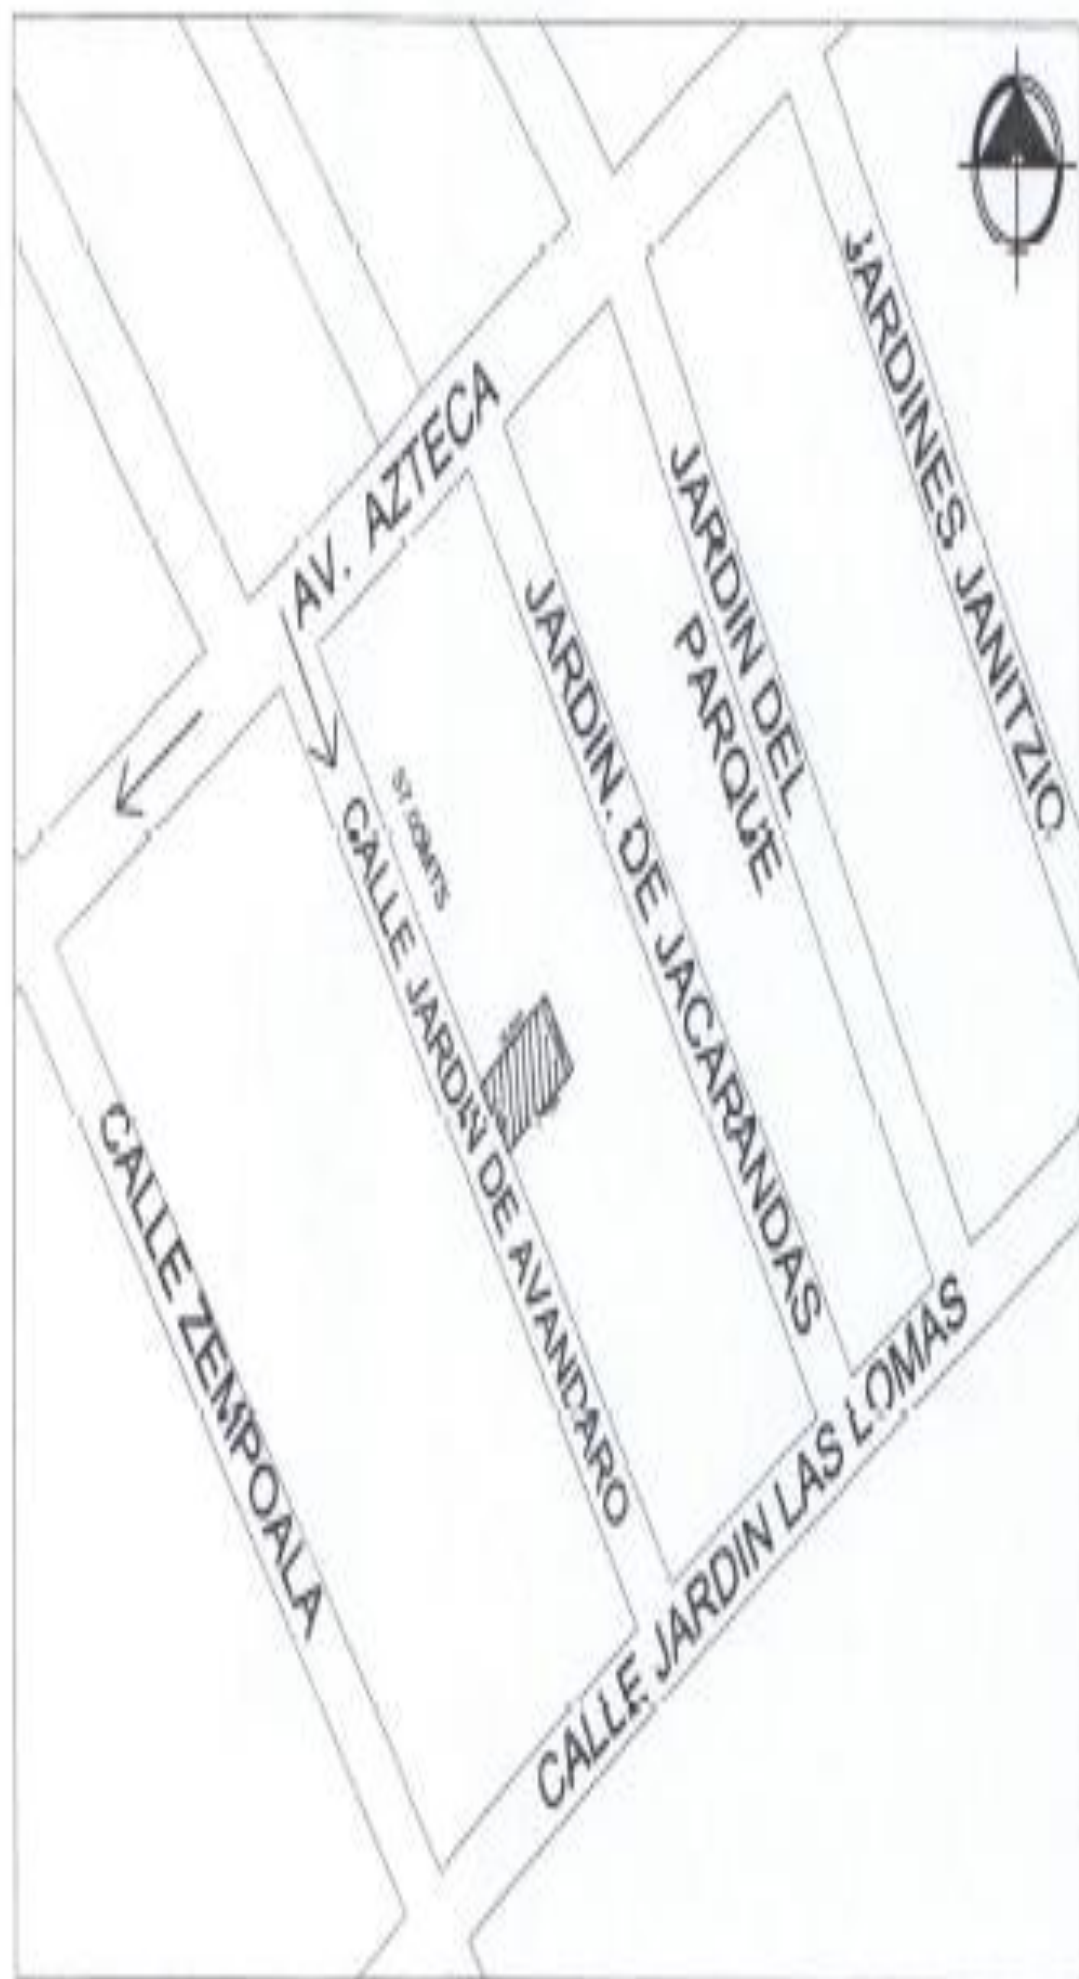 JARDINES JANITZIO
AV. AZTECA
JARDIN DEL
PARQUE
JARDIN. DE JACARANDAS
CALLE JARDIN DE AVANDARO
CALLE ZEMPOALA
CALLE JARDIN LAS LOMAS